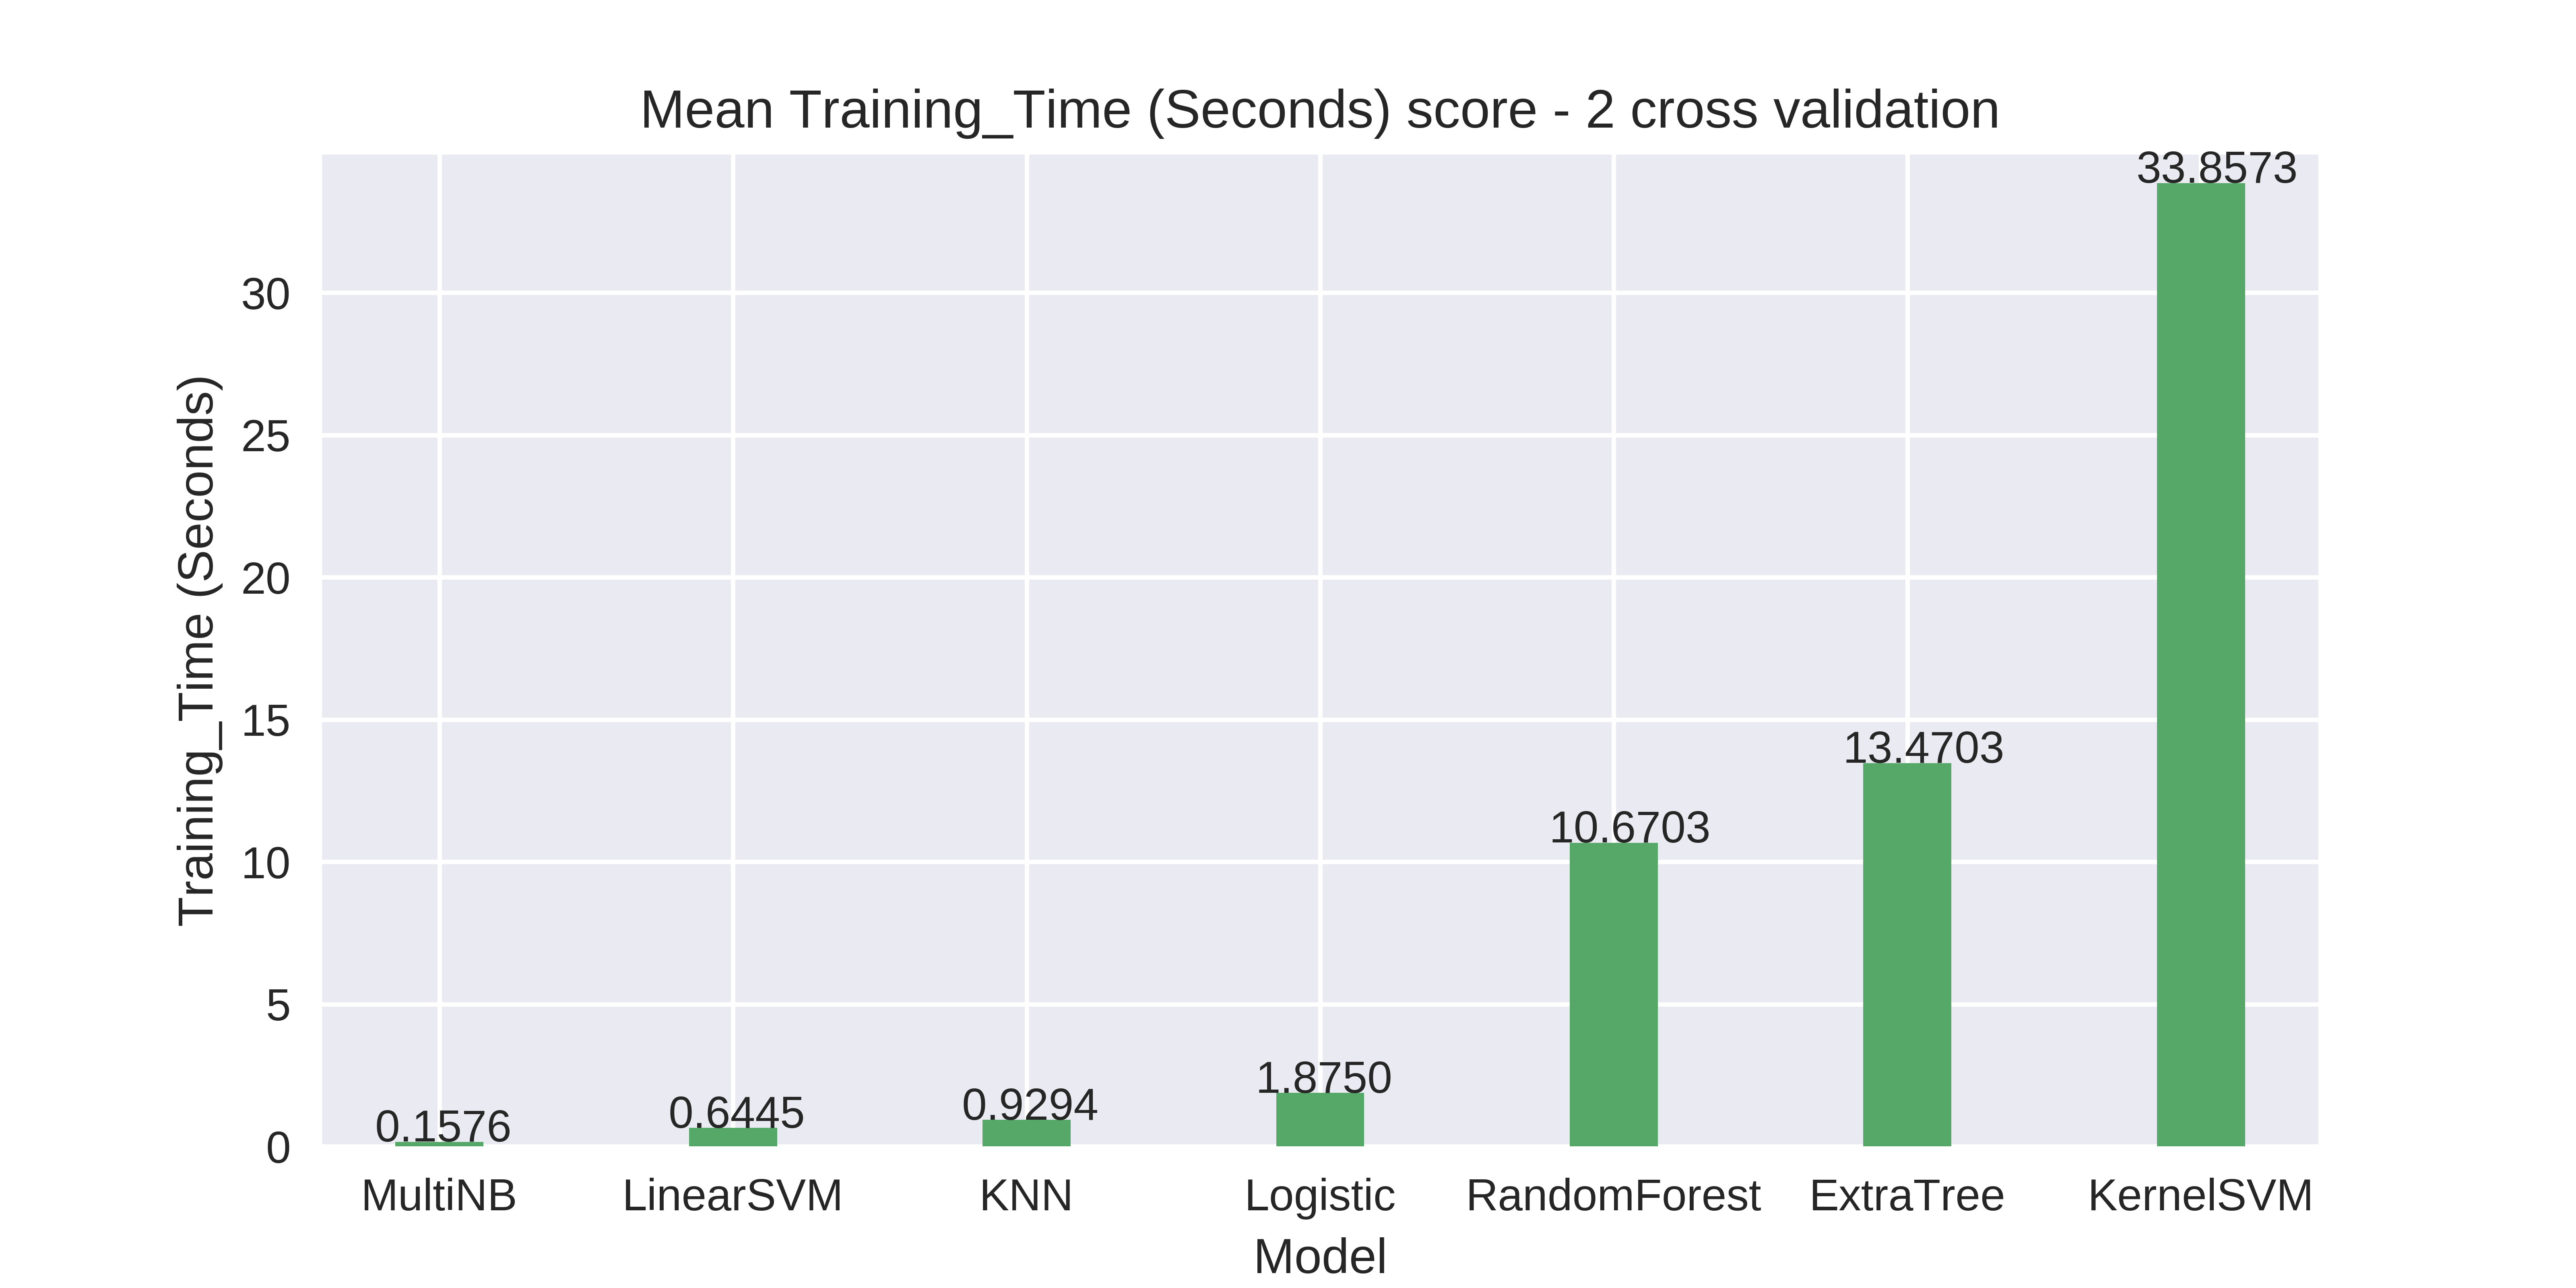 Mean Training_Time (Seconds) score - 2 cross validation
Training_Time (Seconds)
30
25
20
15
10
5
0
0.1576
0.6445
0.9294
1.8750
10.6703
13.4703
33.8573
MultiNB
LinearSVM
KNN
Logistic
RandomForest
ExtraTree
KernelSVM
Model